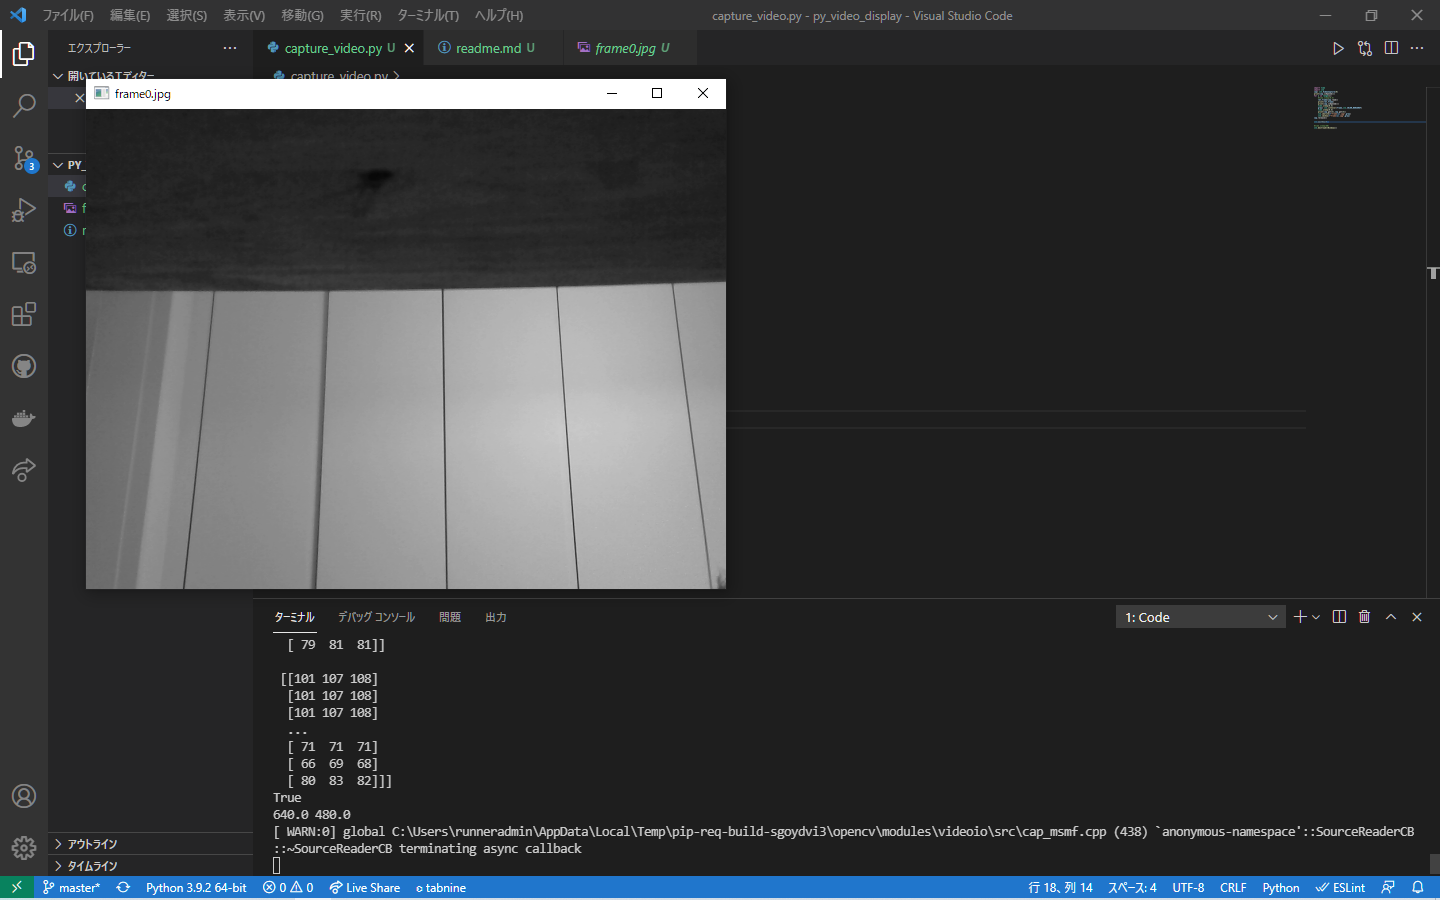 ファイル(F) 編集(E) 選択(S) 表示(V) 移動(G) 実行(R) ターミナル(T) ヘルプ(H) capture_video.py - py_video_display - Visual Studio Code
エクスプローラー capture_video.py U readme.md U frame0.jpg U
開いているエディター capture_video.py
frame0.jpg
3
PY_
ターミナル デバッグ コンソール 問題 出力 1: Code
[ 79 81 81]]
[[101 107 108]
[101 107 108]
[101 107 108]
...
[ 71 71 71]
[ 66 69 68]
[ 80 83 82]]]
True
640.0 480.0
[ WARN:0] global C:\Users\runneradmin\AppData\Local\Temp\pip-req-build-sgoydvi3\opencv\modules\videoio\src\cap_msmf.cpp (438) `anonymous-namespace'::SourceReaderCB
::~SourceReaderCB terminating async callback
アウトライン
タイムライン
master* Python 3.9.2 64-bit 0 0 Live Share tabnine 行 18、列 14 スペース: 4 UTF-8 CRLF Python ESLint